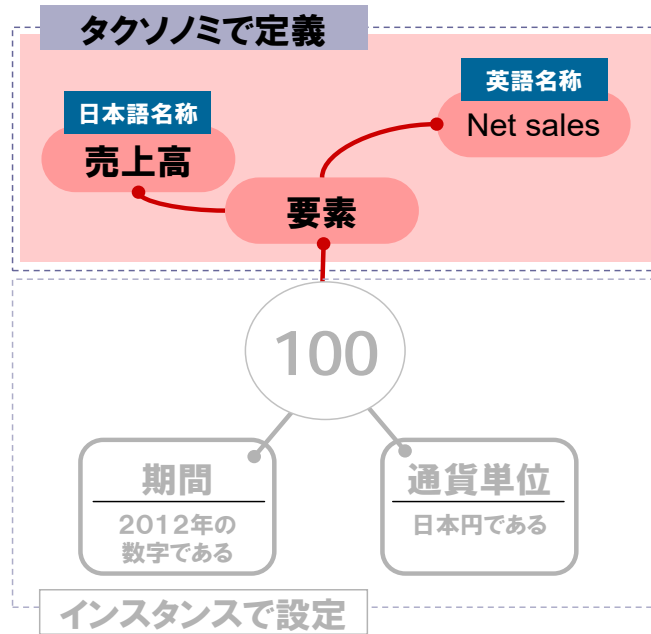 タクソノミで定義
英語名称
Net sales
日本語名称
売上高
要素
100
期間
2012年の
数字である
通貨単位
日本円である
インスタンスで設定